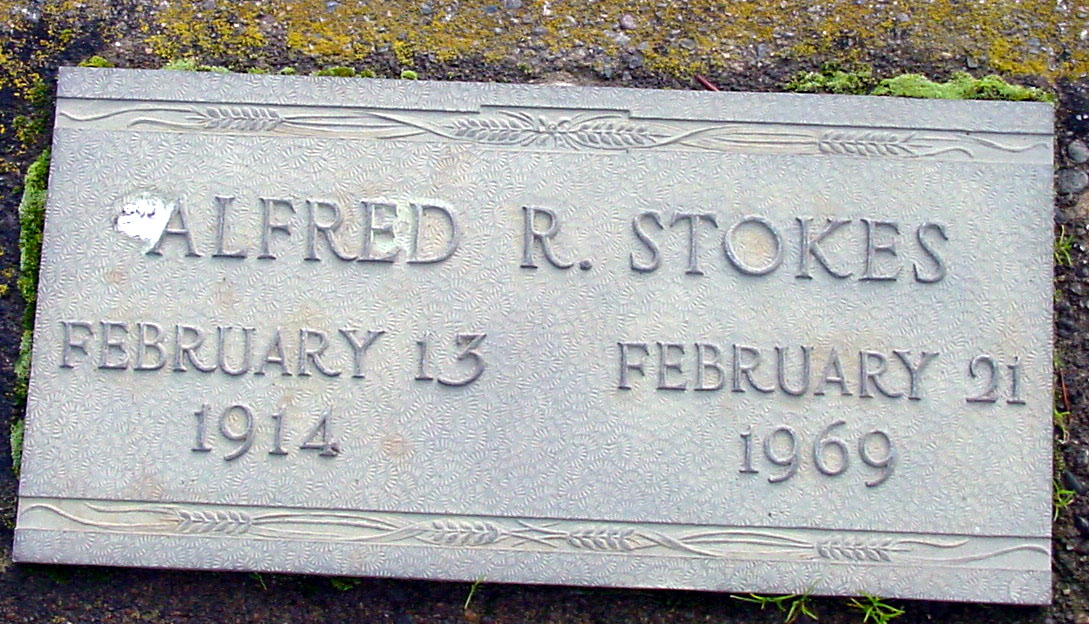 ALFRED R. STOKES
FEBRUARY 13 FEBRUARY 21
1914 1969